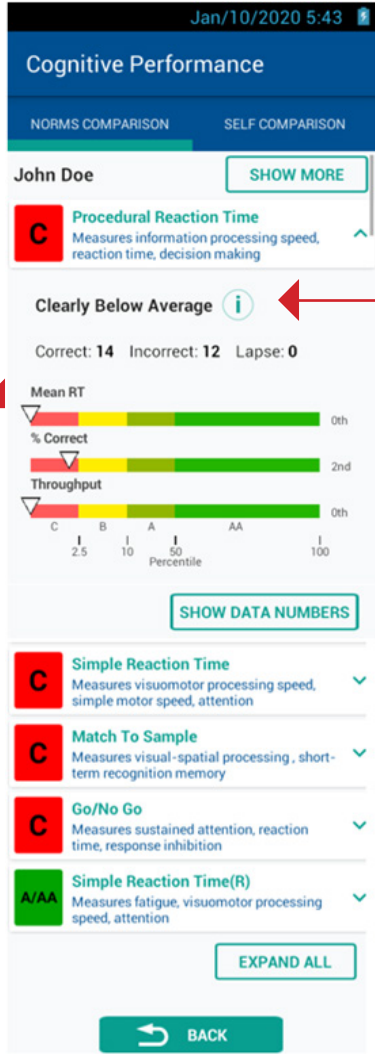 Jan/10/2020 5:43
Cognitive Performance
NORMS COMPARISON SELF COMPARISON
John Doe SHOW MORE
C
Procedural Reaction Time
Measures information processing speed,
reaction time, decision making
Clearly Below Average i
Correct: 14 Incorrect: 12 Lapse: 0
Mean RT
0th
% Correct
2nd
Throughput
0th
C B A AA
2.5 10 50 100
Percentile
SHOW DATA NUMBERS
C
Simple Reaction Time
Measures visuomotor processing speed,
simple motor speed, attention
C
Match To Sample
Measures visual-spatial processing , short-
term recognition memory
C
Go/No Go
Measures sustained attention, reaction
time, response inhibition
A/AA
Simple Reaction Time(R)
Measures fatigue, visuomotor processing
speed, attention
EXPAND ALL
BACK